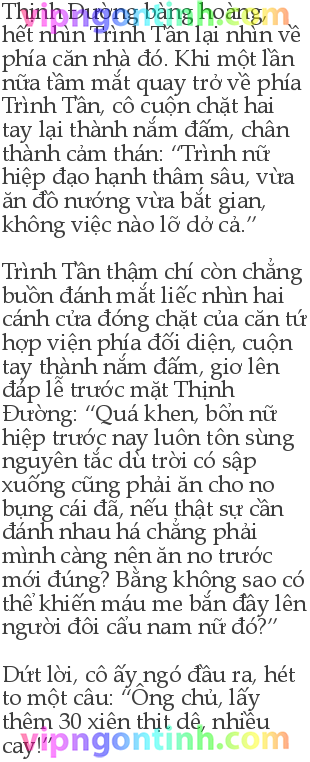 Thịnh Đường bàng hoàng,
vipngontinh.com
hết nhìn Trình Tần lại nhìn về
phía căn nhà đó. Khi một lần
nữa tầm mắt quay trở về phía
Trình Tần, cô cuộn chặt hai
tay lại thành nắm đấm, chân
thành cảm thán: “Trình nữ
hiệp đạo hạnh thâm sâu, vừa
ăn đồ nướng vừa bắt gian,
không việc nào lỡ dở cả.”
Trình Tần thậm chí còn chẳng
buồn đánh mắt liếc nhìn hai
cánh cửa đóng chặt của căn tứ
hợp viện phía đối diện, cuộn
tay thành nắm đấm, giơ lên
đáp lễ trước mặt Thịnh
Đường: “Quá khen, bổn nữ
hiệp trước nay luôn tôn sùng
nguyên tắc dù trời có sập
xuống cũng phải ăn cho no
bụng cái đã, nếu thật sự cần
đánh nhau há chẳng phải
mình càng nên ăn no trước
mới đúng? Bằng không sao có
thể khiến máu me bắn đầy lên
người đôi cẩu nam nữ đó?”
Dứt lời, cô ấy ngó đầu ra, hét
to một câu: “Ông chủ, lấy
thêm 30 xiên thịt dê, nhiều
cay!”
vipngontinh.com